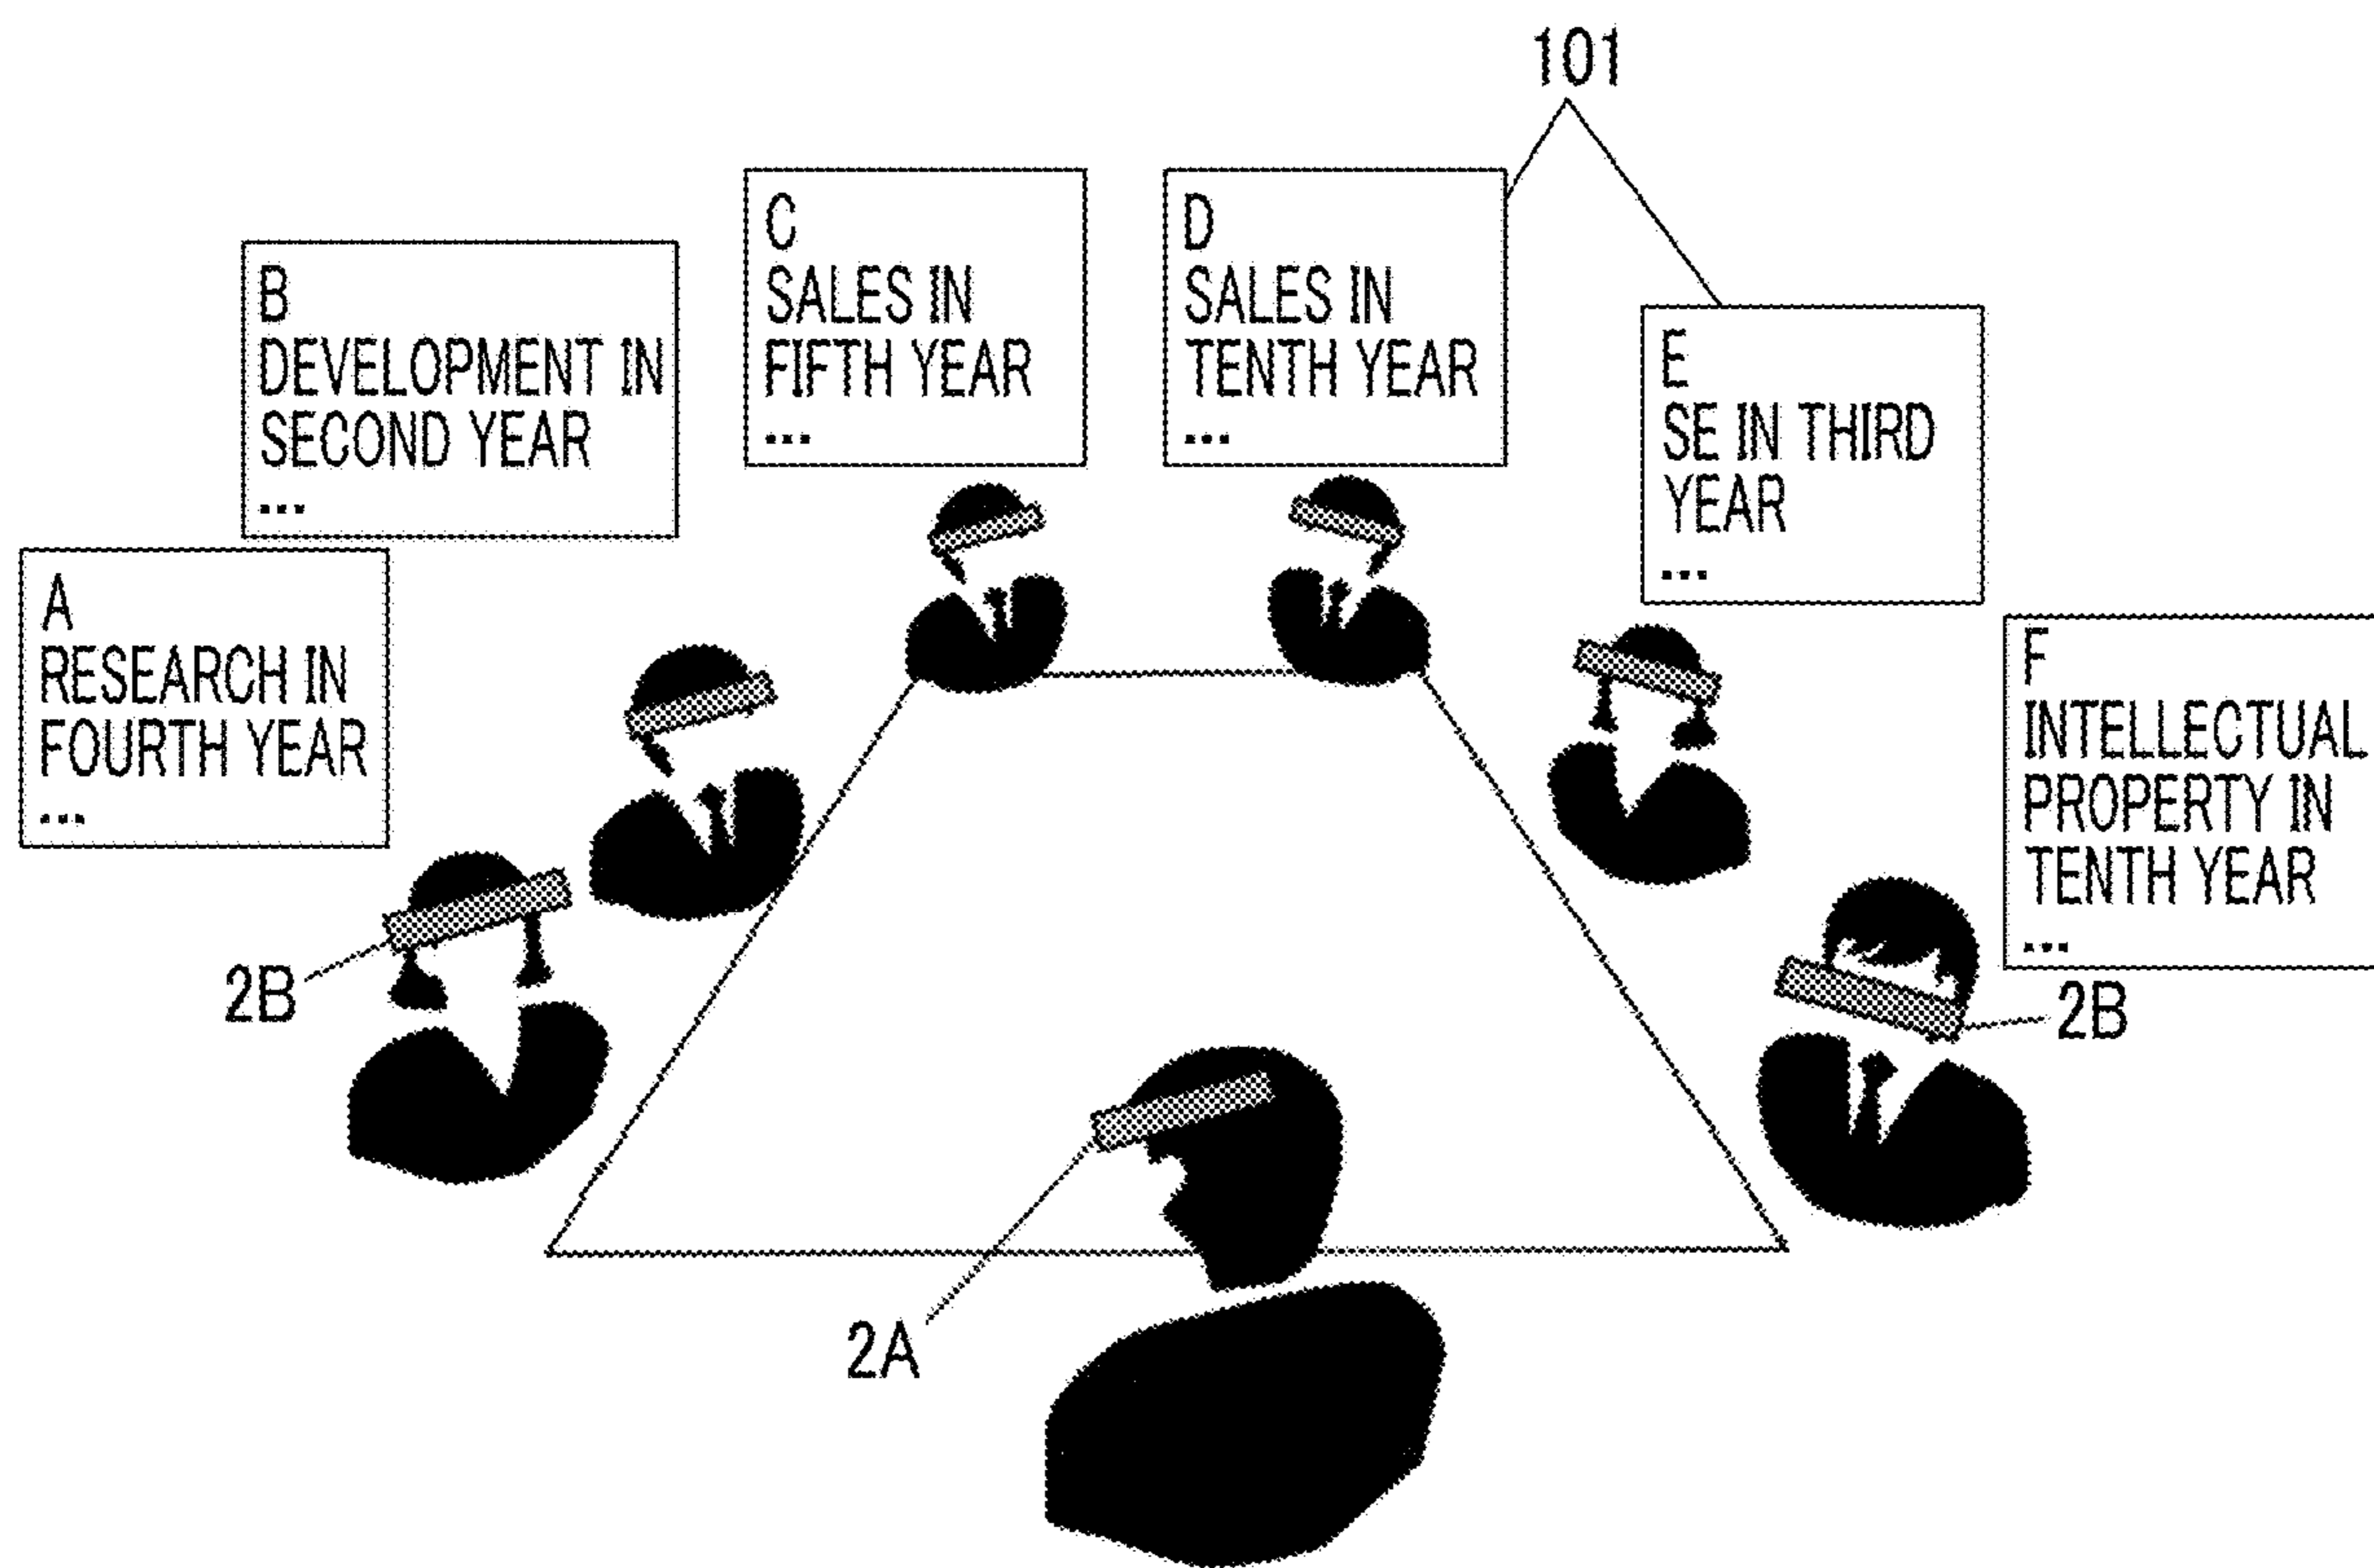 101
A
RESEARCH IN
FOURTH YEAR
...
B
DEVELOPMENT IN
SECOND YEAR
...
C
SALES IN
FIFTH YEAR
...
D
SALES IN
TENTH YEAR
...
E
SE IN THIRD
YEAR
...
F
INTELLECTUAL
PROPERTY IN
TENTH YEAR
...
2B
2B
2A